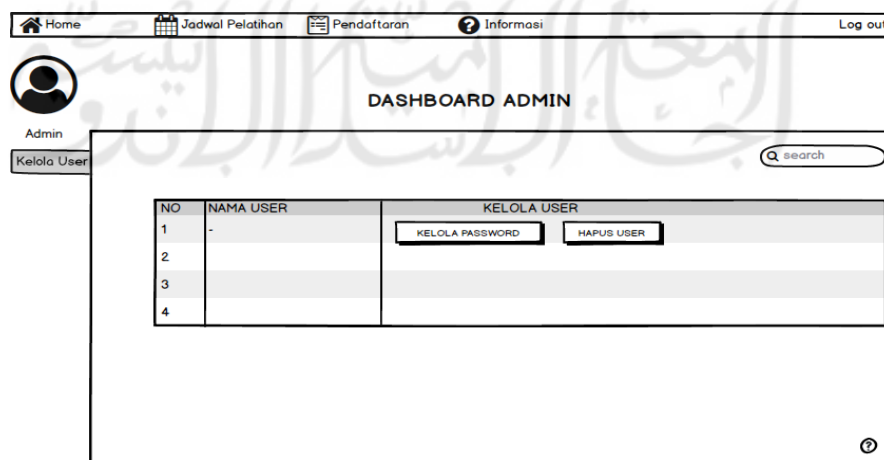 Home Jadwal Pelatihan Pendaftaran Informasi Log out
DASHBOARD ADMIN
Admin
Kelola User
search
NO NAMA USER KELOLA USER
1 - KELOLA PASSWORD HAPUS USER
2
3
4